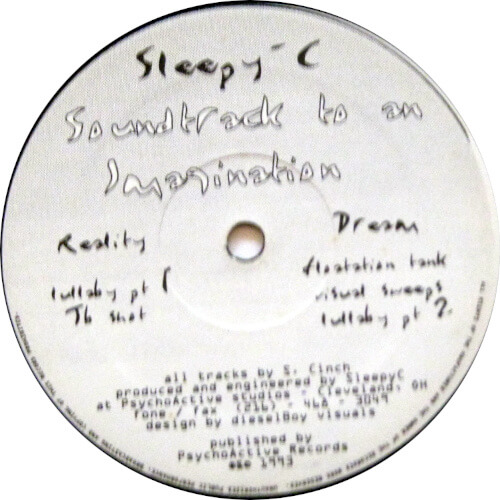 Sleepy-C
Soundtrack to an
Imagination
Reality
lullaby pt 1
Tb shot
Dream
floatation tank
visual sweeps
lullaby pt 2.
all tracks by S. Cinch
produced and engineered by SleepyC
at PsychoActive studios - Cleveland, OH
fone / fax (216) - 461 - 3049
design by dieselBoy visuals
published by
PsychoActive Records
1993